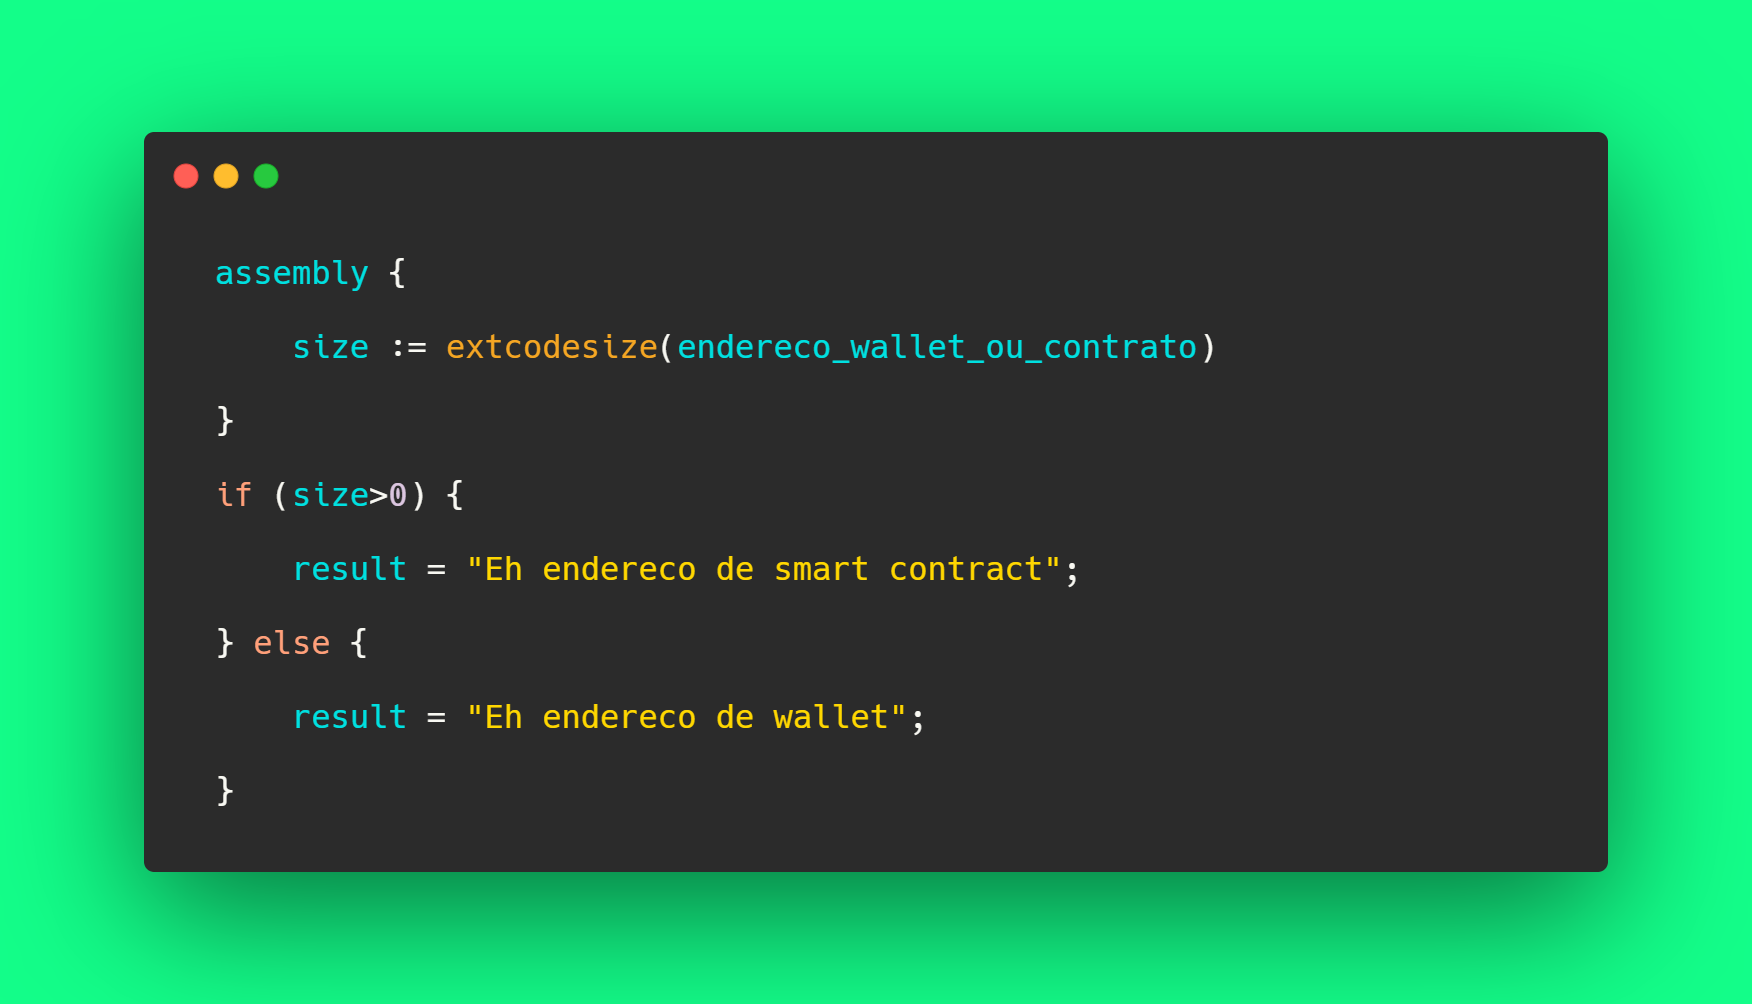 assembly {
    size := extcodesize(endereco_wallet_ou_contrato)
}
if (size>0) {
    result = "Eh endereco de smart contract";
} else {
    result = "Eh endereco de wallet";
}